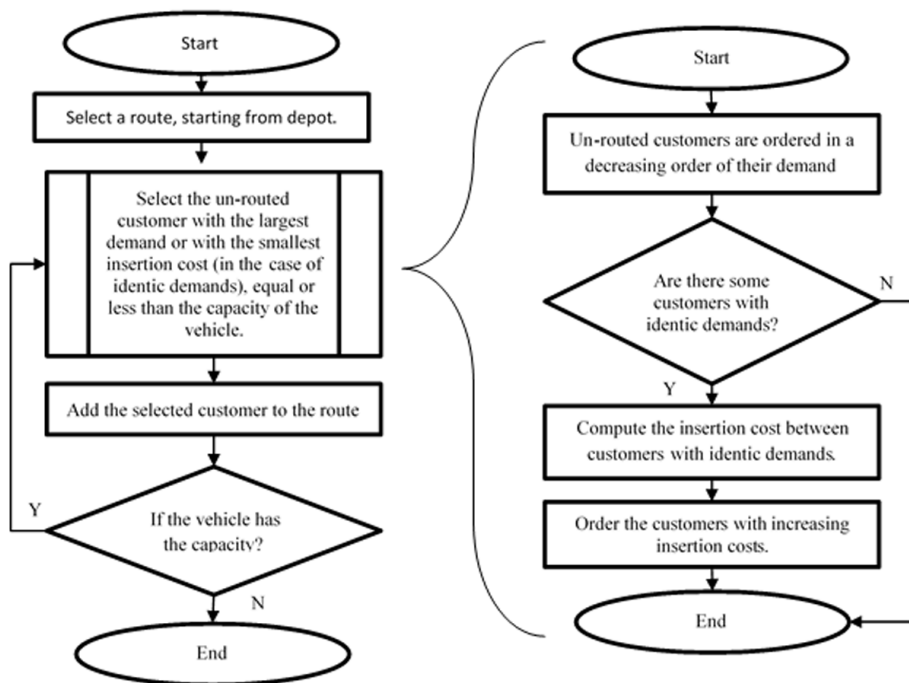 Start
Select a route, starting from depot.
Select the un-routed
customer with the largest
demand or with the smallest
insertion cost (in the case of
identic demands), equal or
less than the capacity of the
vehicle.
Add the selected customer to the route
Y
If the vehicle has
the capacity?
N
End
Start
Un-routed customers are ordered in a
decreasing order of their demand
Are there some
customers with
identic demands?
N
Y
Compute the insertion cost between
customers with identic demands.
Order the customers with increasing
insertion costs.
End